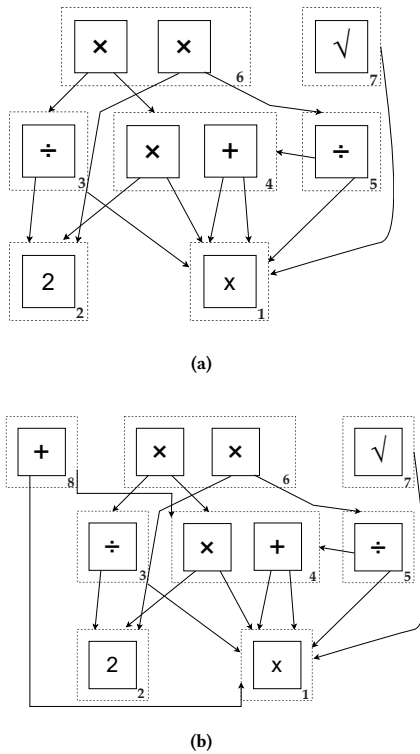 × × √
6 7
÷ × + ÷
3 4 5
2 x
2 1
(a)
+ × × √
8 6 7
÷ × + ÷
3 4 5
2 x
2 1
(b)